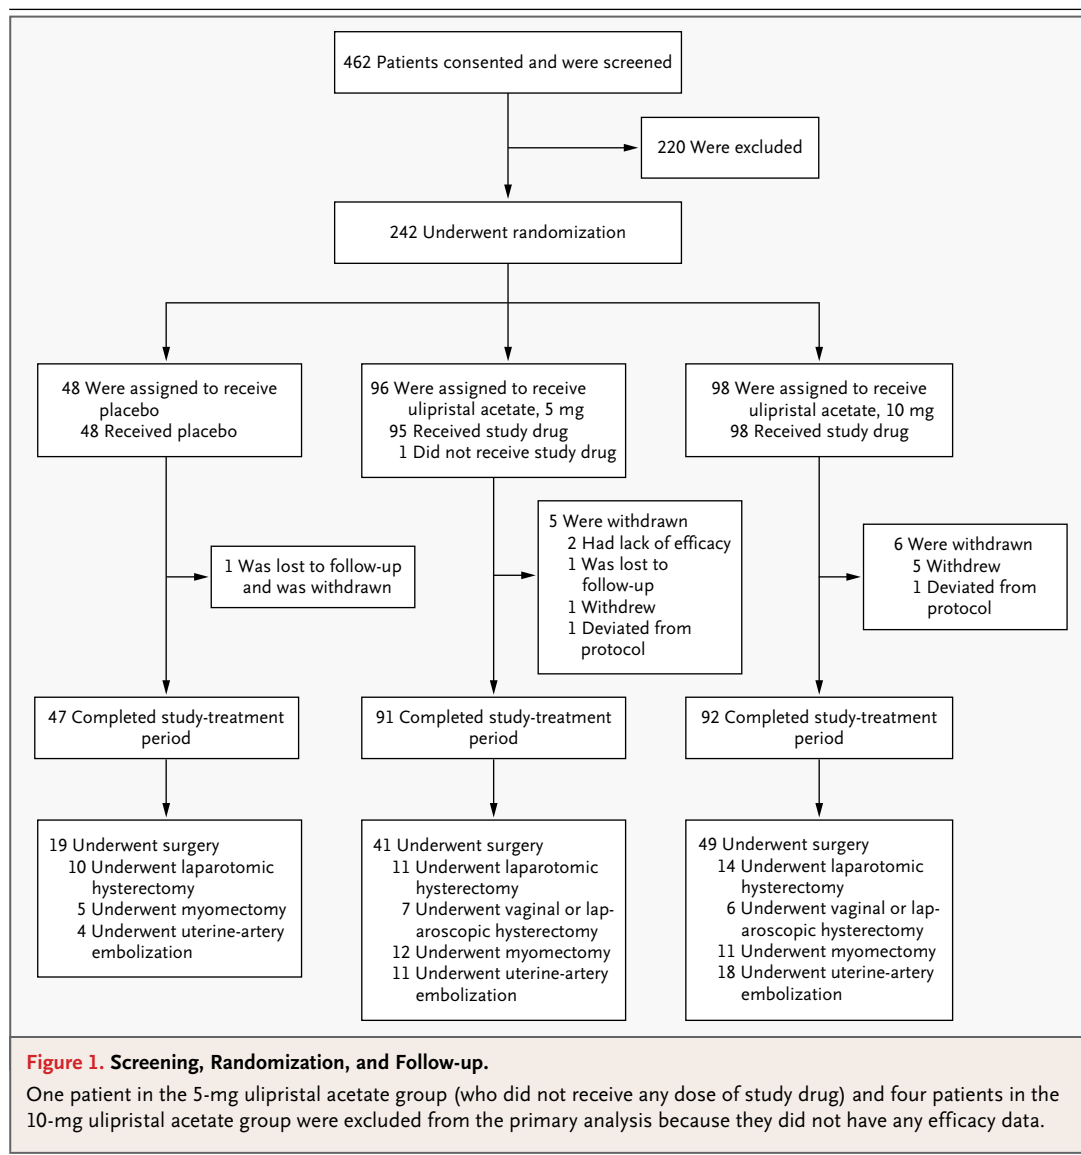 462 Patients consented and were screened
220 Were excluded
242 Underwent randomization
48 Were assigned to receive
placebo
48 Received placebo
96 Were assigned to receive
ulipristal acetate, 5 mg
95 Received study drug
1 Did not receive study drug
98 Were assigned to receive
ulipristal acetate, 10 mg
98 Received study drug
1 Was lost to follow-up
and was withdrawn
5 Were withdrawn
2 Had lack of efficacy
1 Was lost to
follow-up
1 Withdrew
1 Deviated from
protocol
6 Were withdrawn
5 Withdrew
1 Deviated from
protocol
47 Completed study-treatment
period
91 Completed study-treatment
period
92 Completed study-treatment
period
19 Underwent surgery
10 Underwent laparotomic
hysterectomy
5 Underwent myomectomy
4 Underwent uterine-artery
embolization
41 Underwent surgery
11 Underwent laparotomic
hysterectomy
7 Underwent vaginal or lap-
aroscopic hysterectomy
12 Underwent myomectomy
11 Underwent uterine-artery
embolization
49 Underwent surgery
14 Underwent laparotomic
hysterectomy
6 Underwent vaginal or lap-
aroscopic hysterectomy
11 Underwent myomectomy
18 Underwent uterine-artery
embolization
Figure 1. Screening, Randomization, and Follow-up.
One patient in the 5-mg ulipristal acetate group (who did not receive any dose of study drug) and four patients in the
10-mg ulipristal acetate group were excluded from the primary analysis because they did not have any efficacy data.